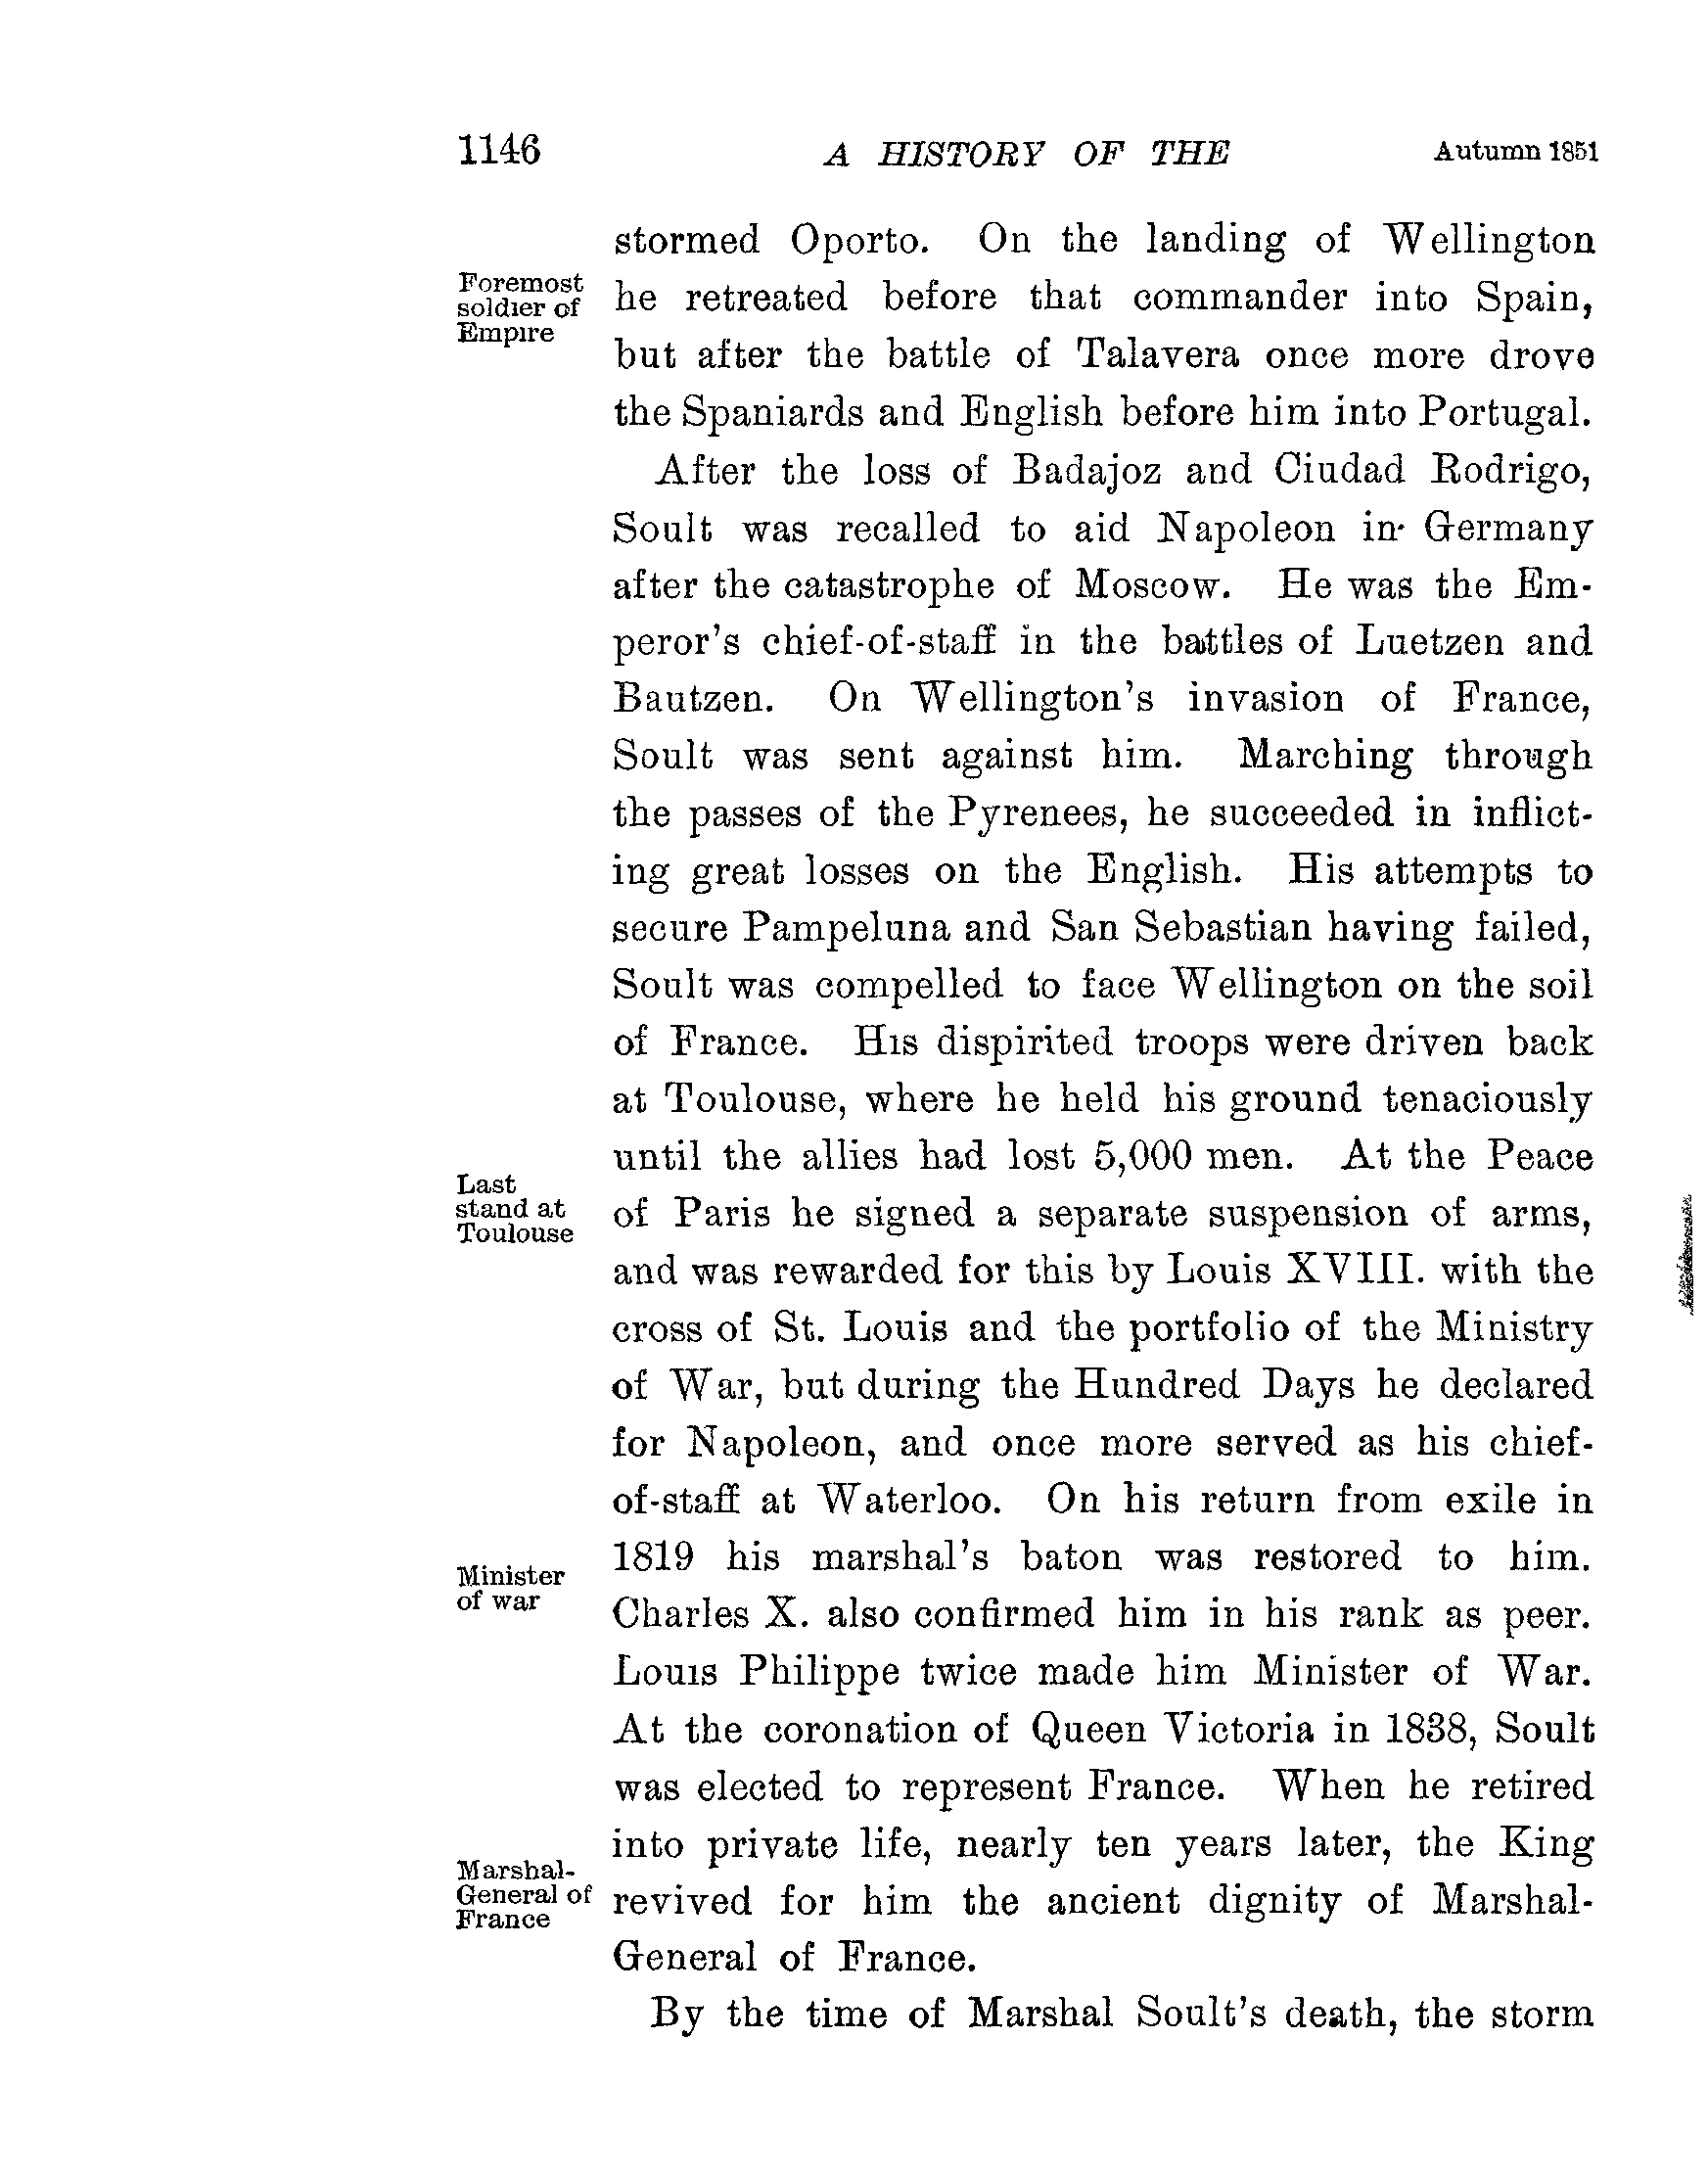 1146 A HISTORY OF THE Autumn 1851
stormed Oporto. On the landing of Wellington
Foremost
soldier of
Empire
he retreated before that commander into Spain,
but after the battle of Talavera once more drove
the Spaniards and English before him into Portugal.
After the loss of Badajoz and Ciudad Rodrigo,
Soult was recalled to aid Napoleon in Germany
after the catastrophe of Moscow. He was the Em-
peror's chief-of-staff in the battles of Luetzen and
Bautzen. On Wellington's invasion of France,
Soult was sent against him. Marching through
the passes of the Pyrenees, he succeeded in inflict-
ing great losses on the English. His attempts to
secure Pampeluna and San Sebastian having failed,
Soult was compelled to face Wellington on the soil
of France. His dispirited troops were driven back
at Toulouse, where he held his ground tenaciously
until the allies had lost 5,000 men. At the Peace
Last
stand at
Toulouse
of Paris he signed a separate suspension of arms,
and was rewarded for this by Louis XVIII. with the
cross of St. Louis and the portfolio of the Ministry
of War, but during the Hundred Days he declared
for Napoleon, and once more served as his chief-
of-staff at Waterloo. On his return from exile in
1819 his marshal's baton was restored to him.
Minister
of war
Charles X. also confirmed him in his rank as peer.
Louis Philippe twice made him Minister of War.
At the coronation of Queen Victoria in 1838, Soult
was elected to represent France. When he retired
into private life, nearly ten years later, the King
Marshal-
General of
France
revived for him the ancient dignity of Marshal-
General of France.
By the time of Marshal Soult's death, the storm